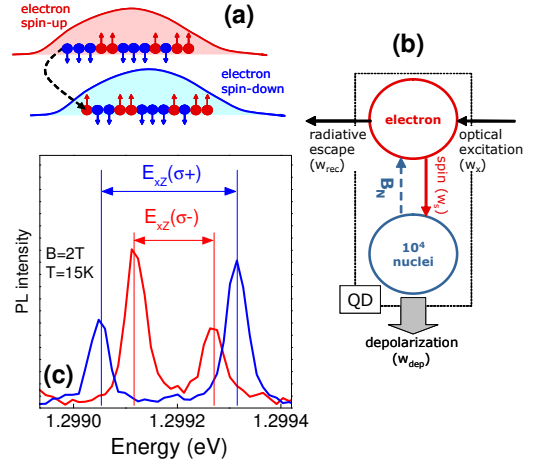 (a)
electron
spin-up
electron
spin-down
(b)
electron
radiative
escape
(w_rec)
optical
excitation
(w_x)
spin (w_s)
B_N
10^4
nuclei
QD
depolarization
(w_dep)
E_xZ(σ+)
E_xZ(σ-)
B=2T
T=15K
PL intensity
(c)
1.2990 1.2992 1.2994
Energy (eV)